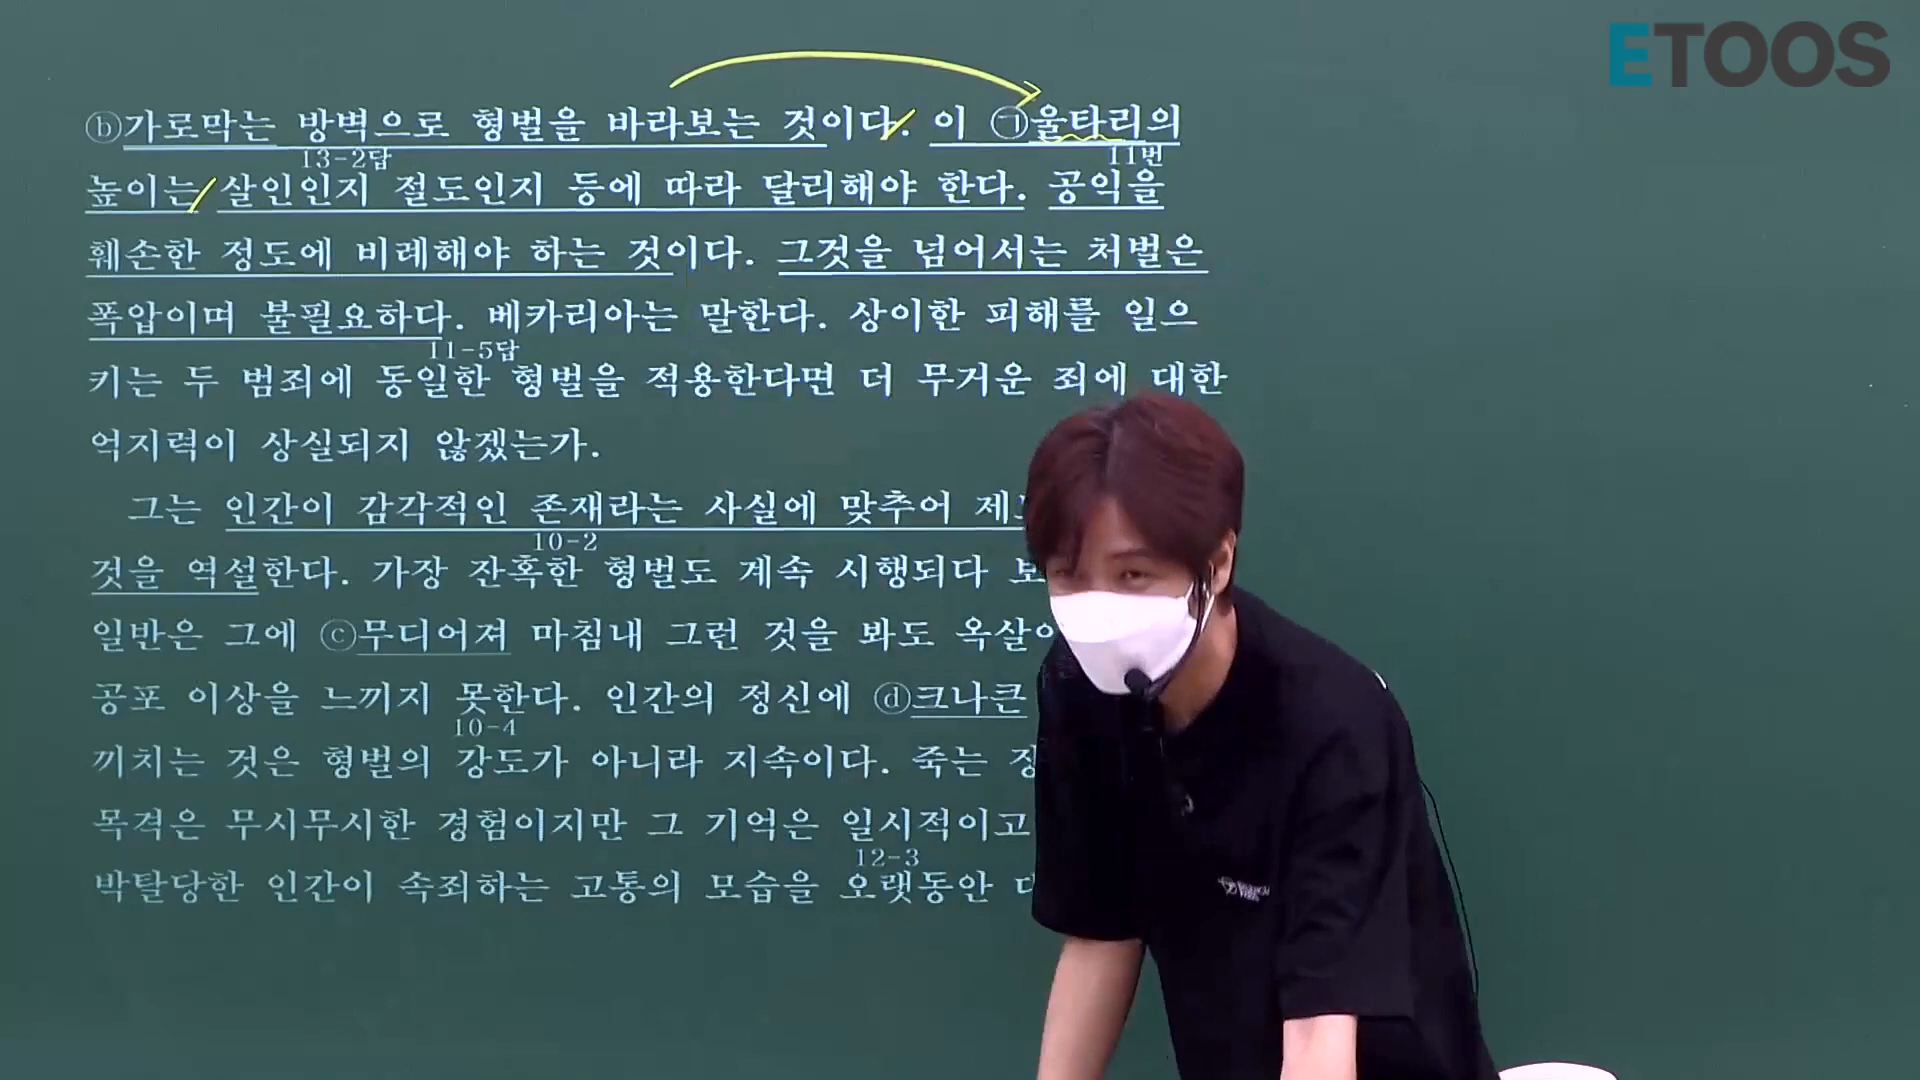 ETOOS
ⓑ가로막는 방벽으로 형벌을 바라보는 것이다. 이 ㉠울타리의
13-2답 11번
높이는 살인인지 절도인지 등에 따라 달리해야 한다. 공익을
훼손한 정도에 비례해야 하는 것이다. 그것을 넘어서는 처벌은
폭압이며 불필요하다. 베카리아는 말한다. 상이한 피해를 일으
11-5답
키는 두 범죄에 동일한 형벌을 적용한다면 더 무거운 죄에 대한
억지력이 상실되지 않겠는가.
그는 인간이 감각적인 존재라는 사실에 맞추어
10-2
것을 역설한다. 가장 잔혹한 형벌도 계속 시행되다
일반은 그에 ⓒ무디어져 마침내 그런 것을 봐도
공포 이상을 느끼지 못한다. 인간의 정신에 ⓓ크나큰
10-4
끼치는 것은 형벌의 강도가 아니라 지속이다. 죽는
목격은 무시무시한 경험이지만 그 기억은 일시적이고
12-3
박탈당한 인간이 속죄하는 고통의 모습을 오랫동안